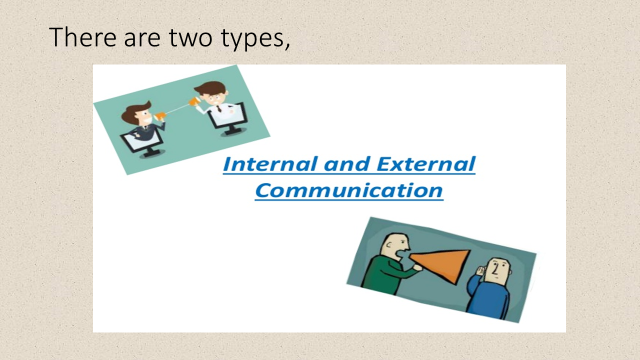 There are two types,
Internal and External
Communication